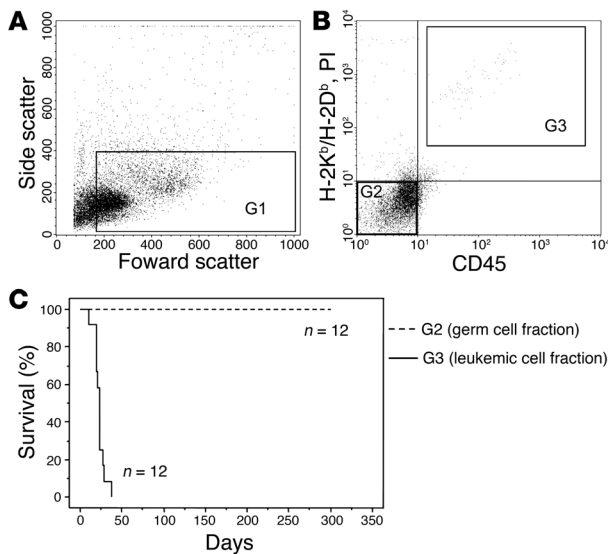 A
Side scatter
1000
800
600
400
200
0
0 200 400 600 800 1000
G1
Foward scatter
B
H-2Kᵇ/H-2Dᵇ, PI
10⁴
10³
10²
10¹
10⁰
G3
G2
10⁰ 10¹ 10² 10³ 10⁴
CD45
C
Survival (%)
100
80
60
40
20
0
n = 12
n = 12
0 50 100 150 200 250 300 350
Days
G2 (germ cell fraction)
G3 (leukemic cell fraction)